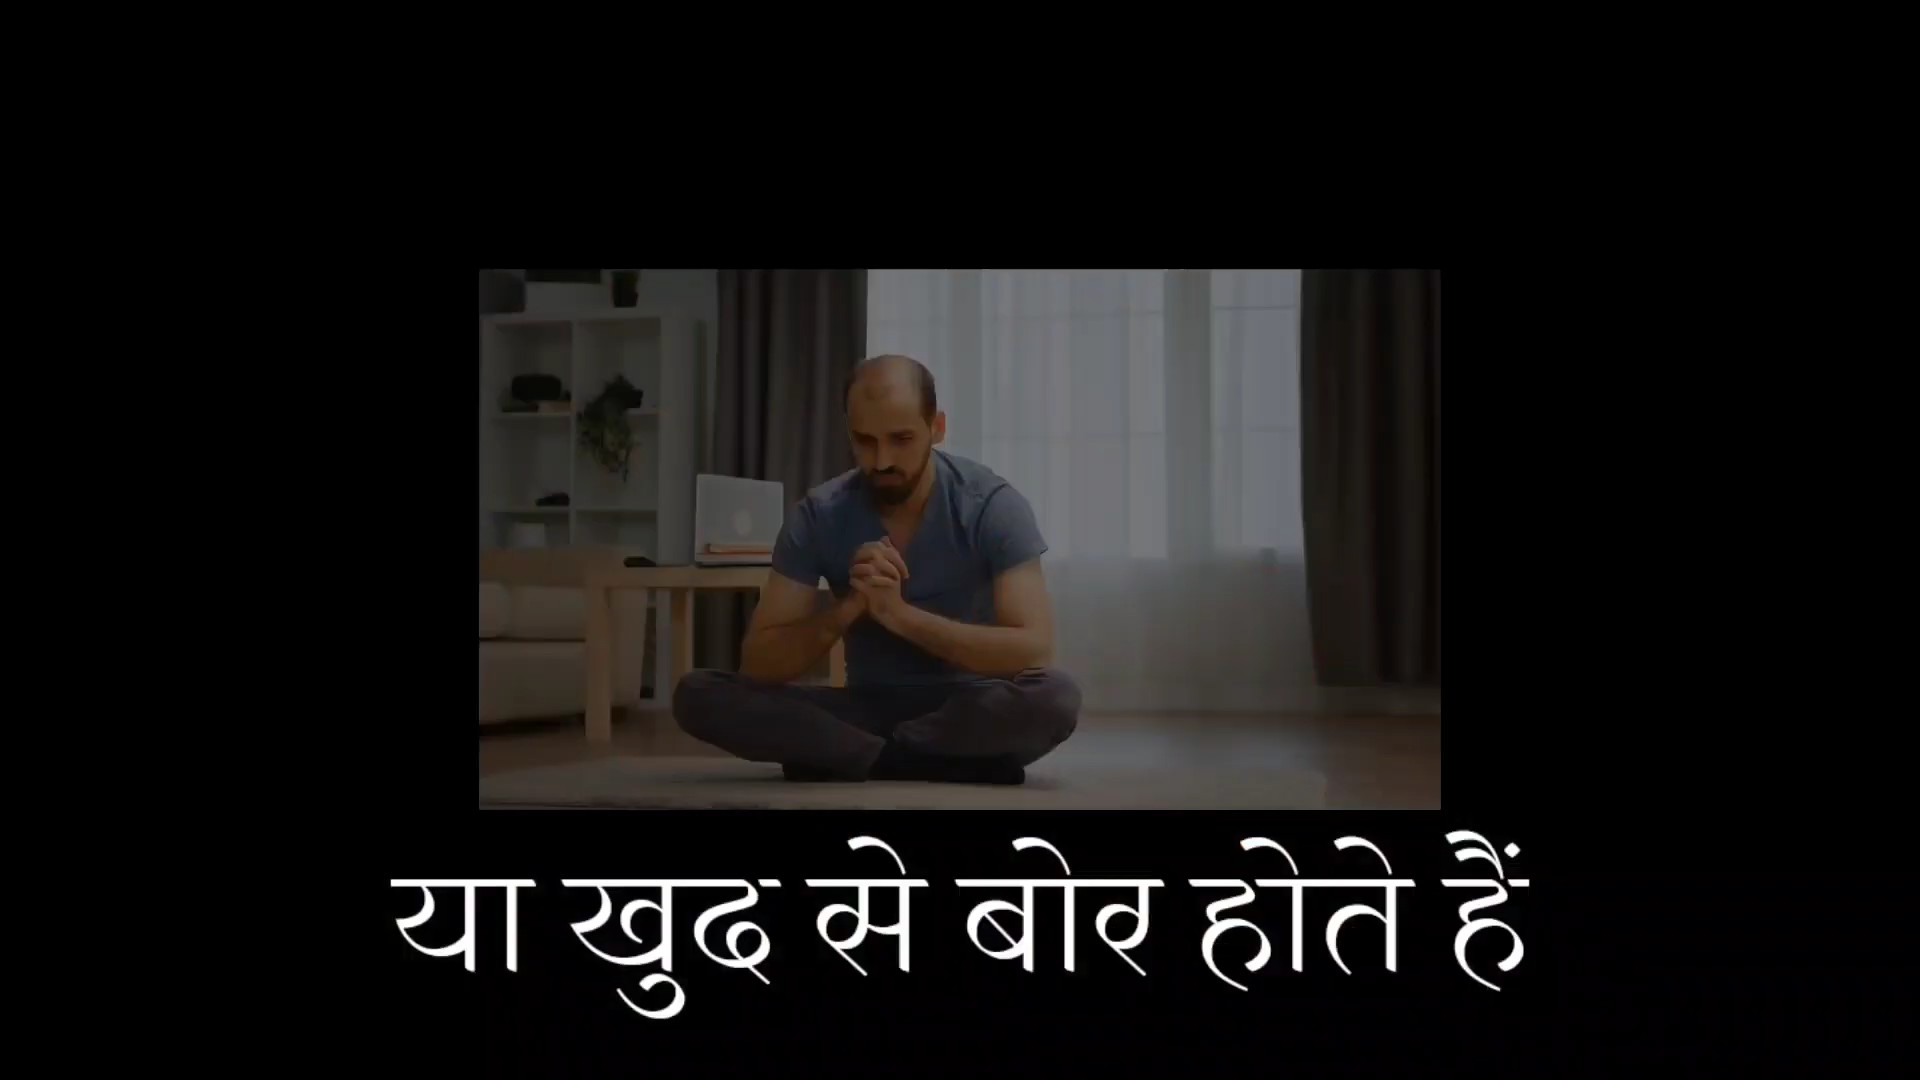 या खुद से बोर होते हैं